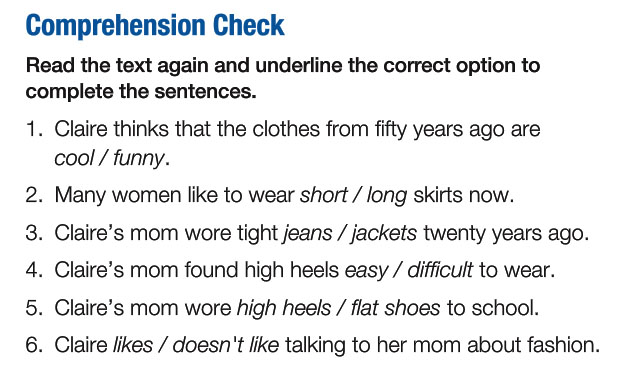 Comprehension Check
Read the text again and underline the correct option to
complete the sentences.
1. Claire thinks that the clothes from fifty years ago are
cool / funny.
2. Many women like to wear short / long skirts now.
3. Claire’s mom wore tight jeans / jackets twenty years ago.
4. Claire’s mom found high heels easy / difficult to wear.
5. Claire’s mom wore high heels / flat shoes to school.
6. Claire likes / doesn't like talking to her mom about fashion.